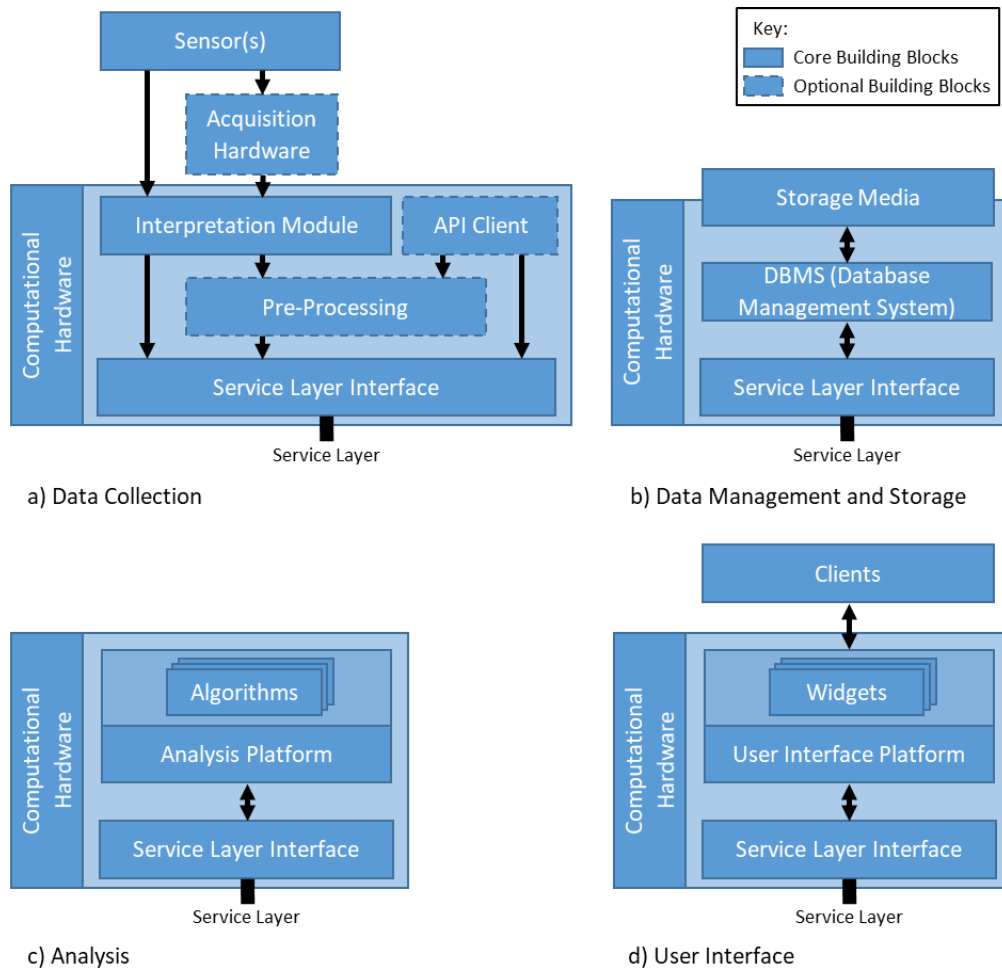 Sensor(s)
Key:
Core Building Blocks
Optional Building Blocks
Acquisition
Hardware
Computational
Hardware
Interpretation Module
API Client
Pre-Processing
Service Layer Interface
Service Layer
a) Data Collection
Computational
Hardware
Storage Media
DBMS (Database
Management System)
Service Layer Interface
Service Layer
b) Data Management and Storage
Computational
Hardware
Algorithms
Analysis Platform
Service Layer Interface
Service Layer
c) Analysis
Clients
Computational
Hardware
Widgets
User Interface Platform
Service Layer Interface
Service Layer
d) User Interface